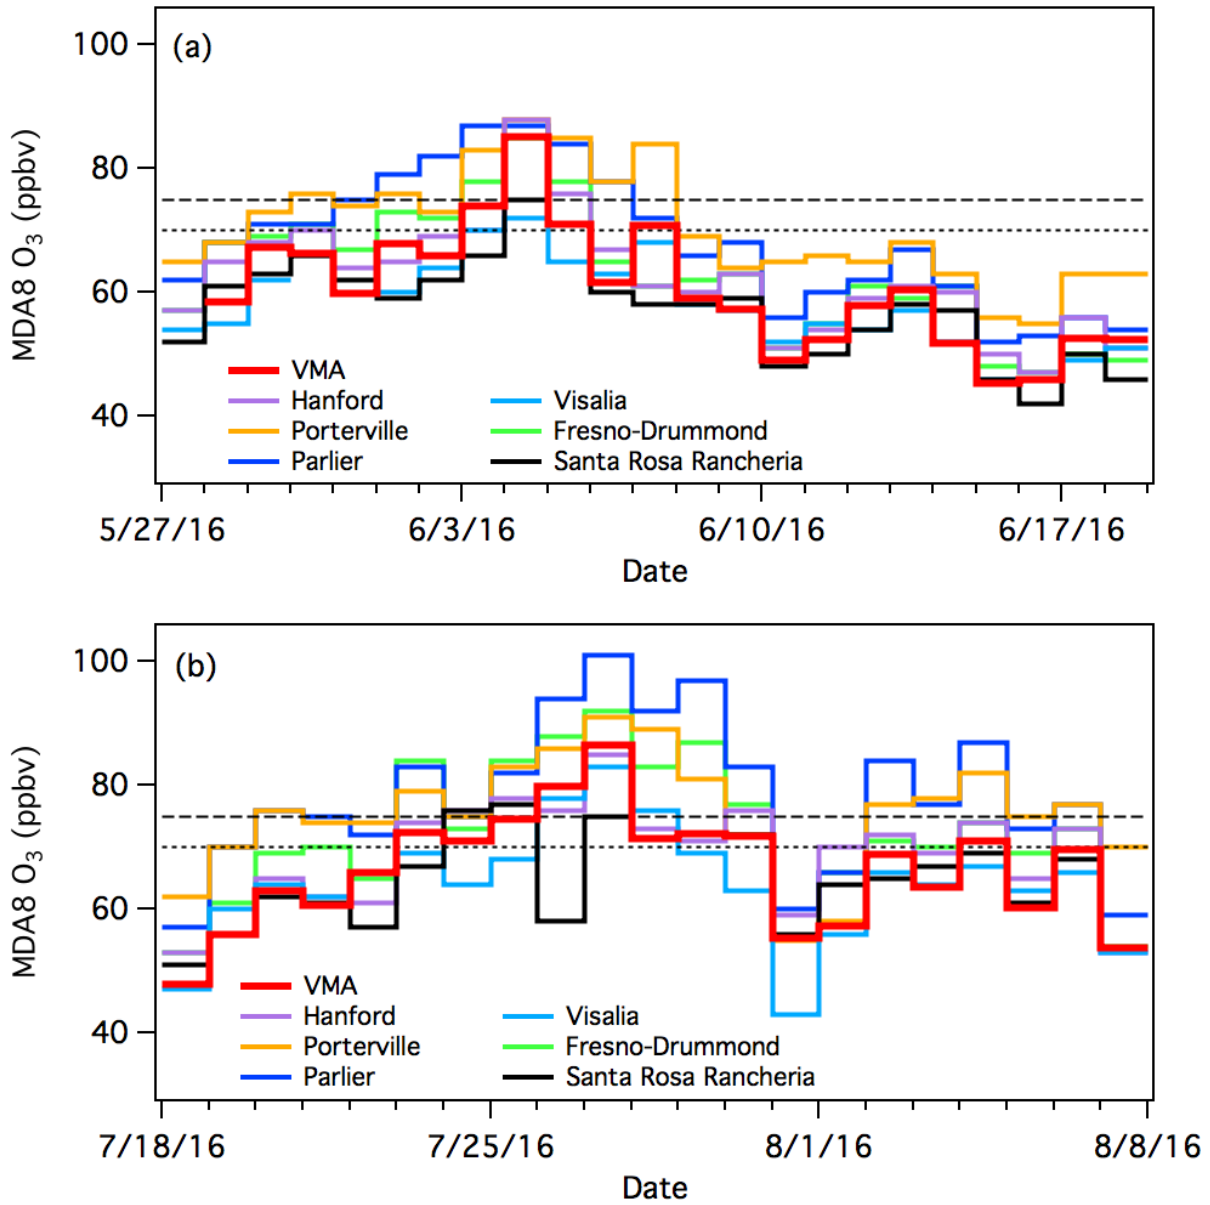 (a)
100
80
60
40
MDA8 O3 (ppbv)
VMA
Hanford
Visalia
Porterville
Fresno-Drummond
Parlier
Santa Rosa Rancheria
5/27/16
6/3/16
6/10/16
6/17/16
Date
(b)
100
80
60
40
MDA8 O3 (ppbv)
VMA
Hanford
Visalia
Porterville
Fresno-Drummond
Parlier
Santa Rosa Rancheria
7/18/16
7/25/16
8/1/16
8/8/16
Date